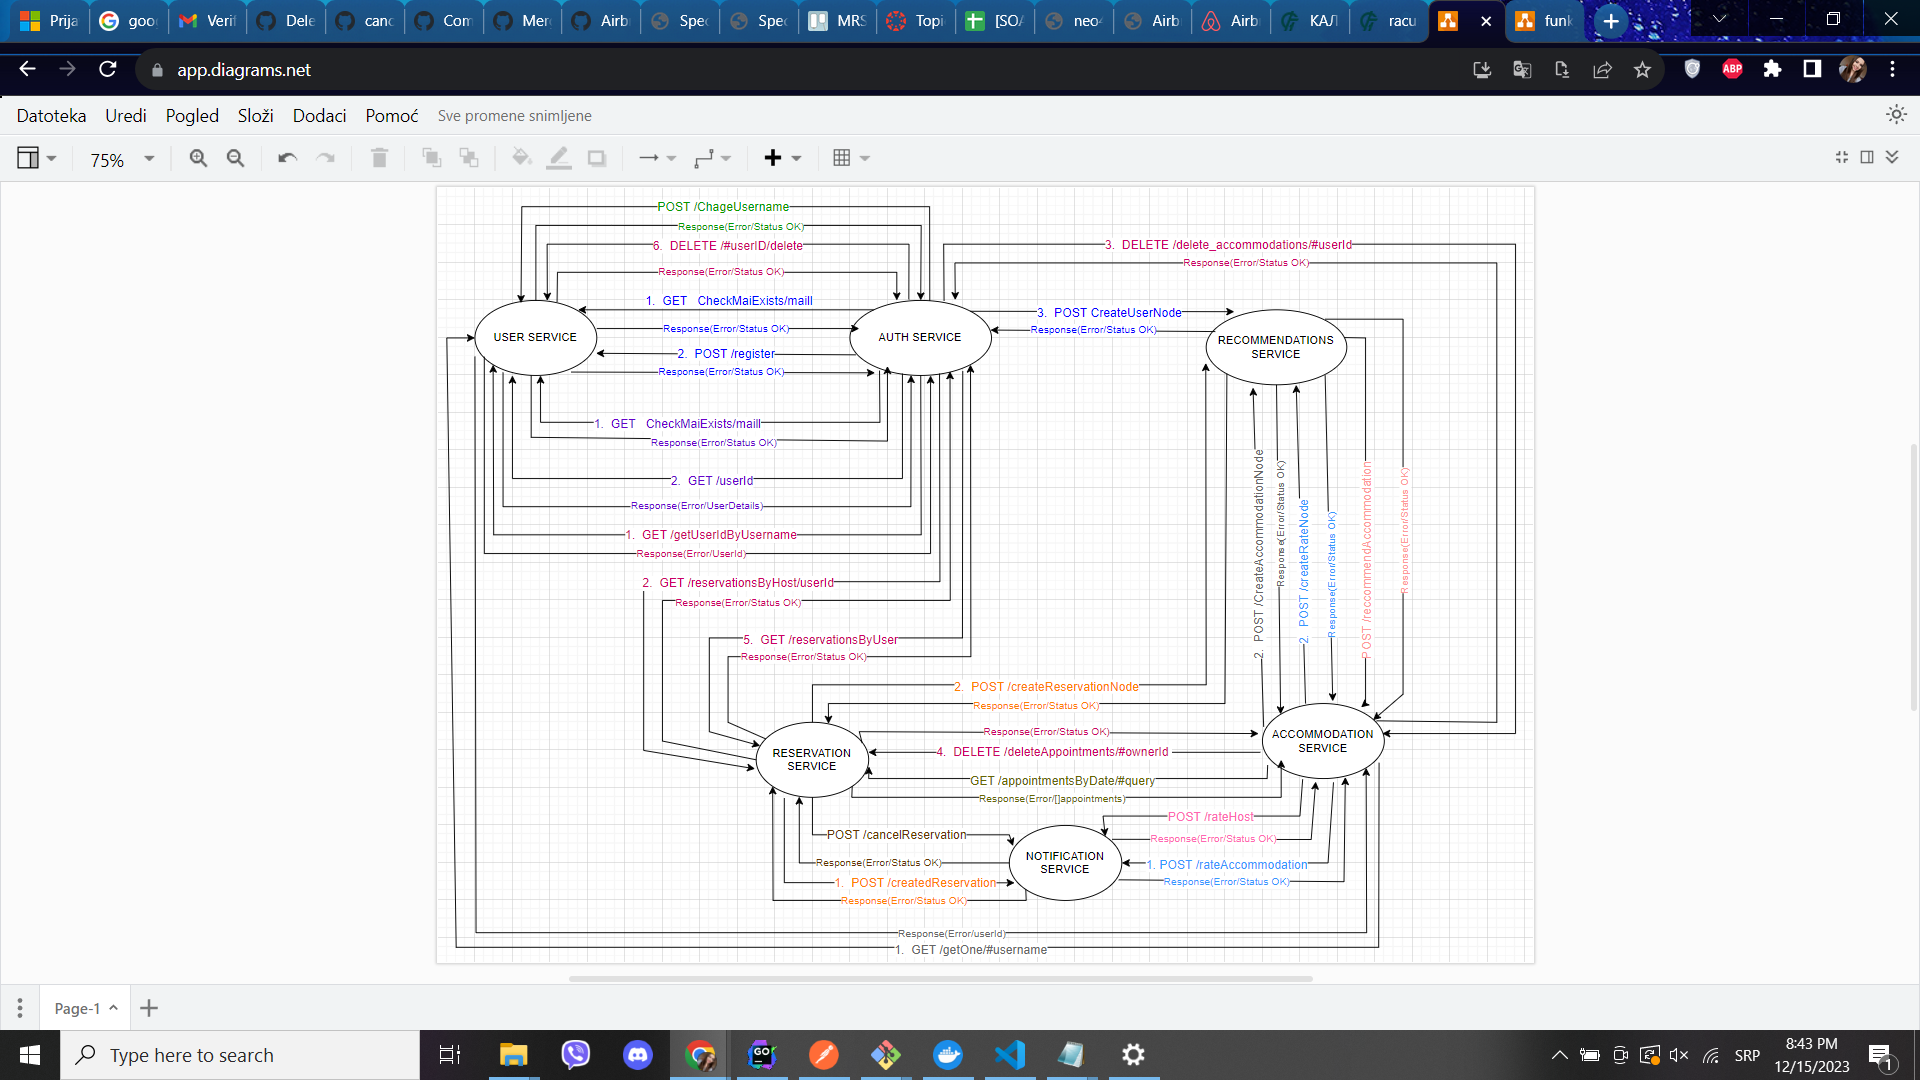 Prija
goo
Verif
Dele
canc
Com
Mer
Airb
Spec
Spec
MRS
Topi
[SOA
neo4
Airb
Airb
КАЛ
racu
funk
app.diagrams.net
ABP
Datoteka Uredi Pogled Složi Dodaci Pomoć Sve promene snimljene
75%
POST /ChageUsername
Response(Error/Status OK)
6. DELETE /#userID/delete
Response(Error/Status OK)
3. DELETE /delete_accommodations/#userId
Response(Error/Status OK)
1. GET CheckMaiExists/maill
Response(Error/Status OK)
2. POST /register
Response(Error/Status OK)
3. POST CreateUserNode
Response(Error/Status OK)
USER SERVICE
AUTH SERVICE
RECOMMENDATIONS
SERVICE
1. GET CheckMaiExists/maill
Response(Error/Status OK)
2. GET /userId
Response(Error/UserDetails)
1. GET /getUserIdByUsername
Response(Error/UserId)
2. GET /reservationsByHost/userId
Response(Error/Status OK)
5. GET /reservationsByUser
Response(Error/Status OK)
2. POST /CreateAccommodationNode
Response(Error/Status OK)
2. POST /createRateNode
Response(Error/Status OK)
POST /reccommendAccommodation
Response(Error/Status OK)
2. POST /createReservationNode
Response(Error/Status OK)
Response(Error/Status OK)
4. DELETE /deleteAppointments/#ownerId
GET /appointmentsByDate/#query
Response(Error/[]appointments)
RESERVATION
SERVICE
ACCOMMODATION
SERVICE
POST /cancelReservation
Response(Error/Status OK)
1. POST /createdReservation
Response(Error/Status OK)
NOTIFICATION
SERVICE
POST /rateHost
Response(Error/Status OK)
1. POST /rateAccommodation
Response(Error/Status OK)
Response(Error/userId)
1. GET /getOne/#username
Page-1
Type here to search
GO
SRP
8:43 PM
12/15/2023
1